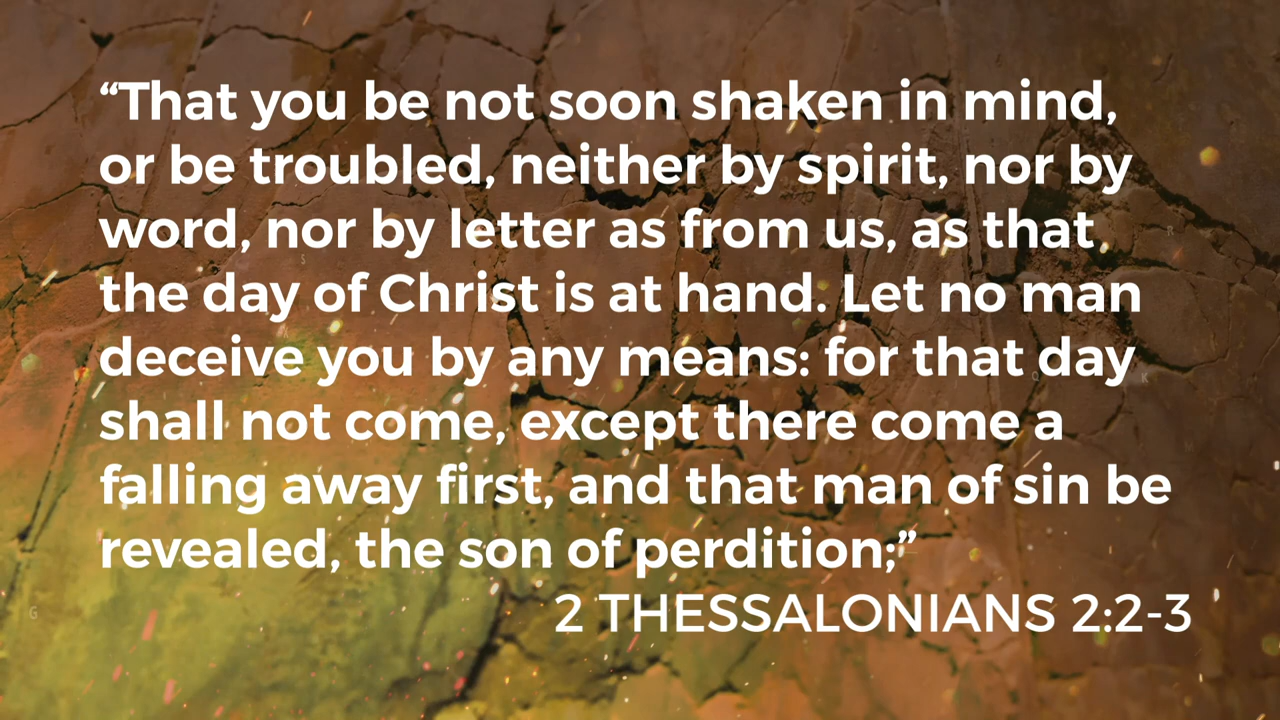 “That you be not soon shaken in mind,
or be troubled, neither by spirit, nor by
word, nor by letter as from us, as that
the day of Christ is at hand. Let no man
deceive you by any means: for that day
shall not come, except there come a
falling away first, and that man of sin be
revealed, the son of perdition;”
2 THESSALONIANS 2:2-3